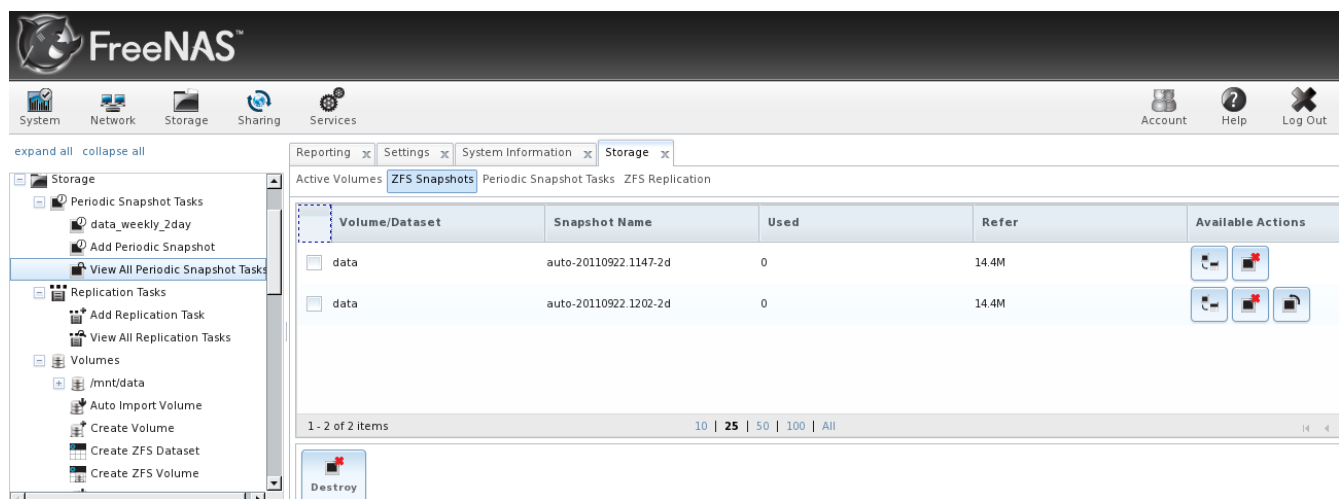 FreeNAS™
System Network Storage Sharing Services Account Help Log Out
expand all collapse all
Storage
Periodic Snapshot Tasks
data_weekly_2day
Add Periodic Snapshot
View All Periodic Snapshot Tasks
Replication Tasks
Add Replication Task
View All Replication Tasks
Volumes
/mnt/data
Auto Import Volume
Create Volume
Create ZFS Dataset
Create ZFS Volume
Reporting x Settings x System Information x Storage x
Active Volumes ZFS Snapshots Periodic Snapshot Tasks ZFS Replication
Volume/Dataset Snapshot Name Used Refer Available Actions
data auto-20110922.1147-2d 0 14.4M
data auto-20110922.1202-2d 0 14.4M
1 - 2 of 2 items 10 | 25 | 50 | 100 | All
Destroy